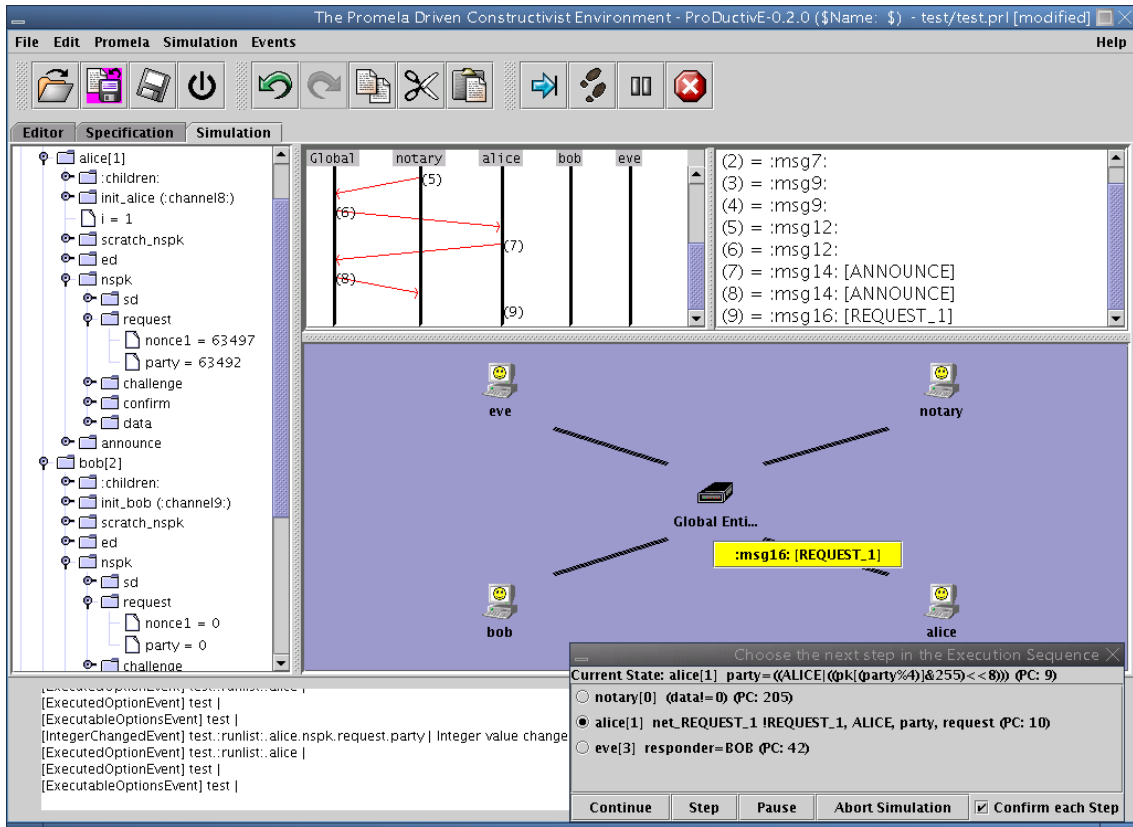 The Promela Driven Constructivist Environment - ProDuctivE-0.2.0 ($Name: $) - test/test.prl [modified]
File Edit Promela Simulation Events Help
Editor Specification Simulation
alice[1]
:children:
init_alice (:channel8:)
i = 1
scratch_nspk
ed
nspk
sd
request
nonce1 = 63497
party = 63492
challenge
confirm
data
announce
bob[2]
:children:
init_bob (:channel9:)
scratch_nspk
ed
nspk
sd
request
nonce1 = 0
party = 0
challenge
Global notary alice bob eve
(5)
(6)
(7)
(8)
(9)
(2) = :msg7:
(3) = :msg9:
(4) = :msg9:
(5) = :msg12:
(6) = :msg12:
(7) = :msg14: [ANNOUNCE]
(8) = :msg14: [ANNOUNCE]
(9) = :msg16: [REQUEST_1]
eve
notary
Global Enti...
:msg16: [REQUEST_1]
bob
alice
[ExecutedOptionEvent] test.:runlist:.alice |
[ExecutedOptionEvent] test |
[ExecutableOptionsEvent] test |
[IntegerChangedEvent] test.:runlist:.alice.nspk.request.party | Integer value change
[ExecutedOptionEvent] test.:runlist:.alice |
[ExecutedOptionEvent] test |
[ExecutableOptionsEvent] test |
Choose the next step in the Execution Sequence
Current State: alice[1] party=((ALICE|((pk[(party%4)]&255)<<8))) (PC: 9)
notary[0] (data!=0) (PC: 205)
alice[1] net_REQUEST_1 !REQUEST_1, ALICE, party, request (PC: 10)
eve[3] responder=BOB (PC: 42)
Continue Step Pause Abort Simulation Confirm each Step